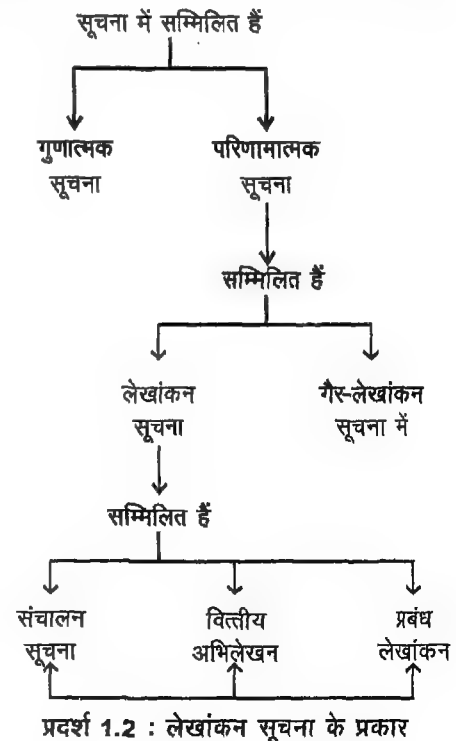 सूचना में सम्मिलित हैं
गुणात्मक
सूचना
परिणामात्मक
सूचना
सम्मिलित हैं
लेखांकन
सूचना
गैर-लेखांकन
सूचना में
सम्मिलित हैं
संचालन
सूचना
वित्तीय
अभिलेखन
प्रबंध
लेखांकन
प्रदर्श 1.2 : लेखांकन सूचना के प्रकार